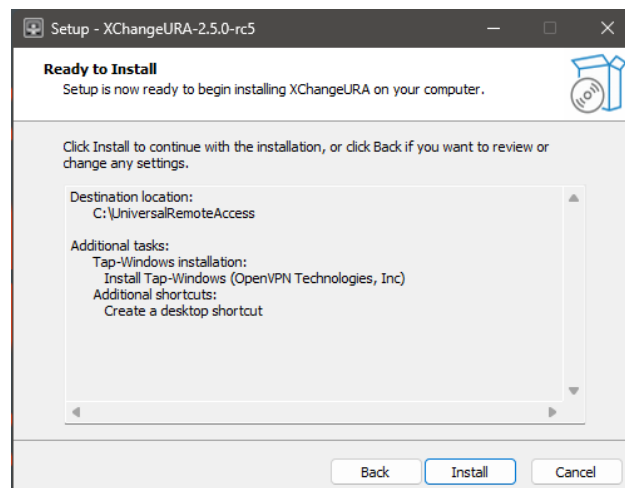 Setup - XChangeURA-2.5.0-rc5
Ready to Install
Setup is now ready to begin installing XChangeURA on your computer.
Click Install to continue with the installation, or click Back if you want to review or
change any settings.
Destination location:
C:\UniversalRemoteAccess
Additional tasks:
Tap-Windows installation:
Install Tap-Windows (OpenVPN Technologies, Inc)
Additional shortcuts:
Create a desktop shortcut
Back Install Cancel